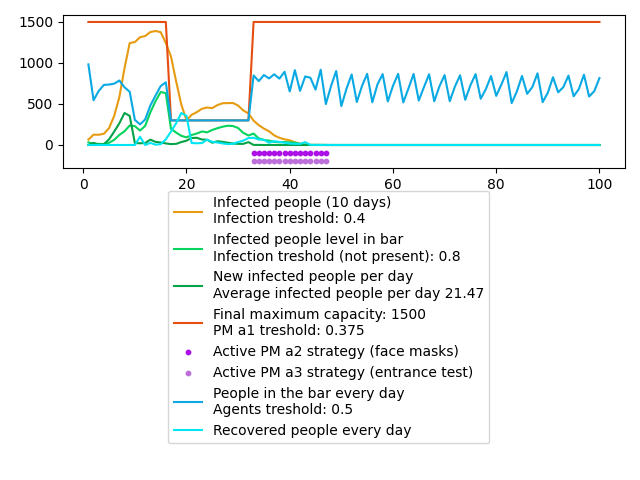 1500
1000
500
0
0 20 40 60 80 100
Infected people (10 days)
Infection treshold: 0.4
Infected people level in bar
Infection treshold (not present): 0.8
New infected people per day
Average infected people per day 21.47
Final maximum capacity: 1500
PM a1 treshold: 0.375
Active PM a2 strategy (face masks)
Active PM a3 strategy (entrance test)
People in the bar every day
Agents treshold: 0.5
Recovered people every day